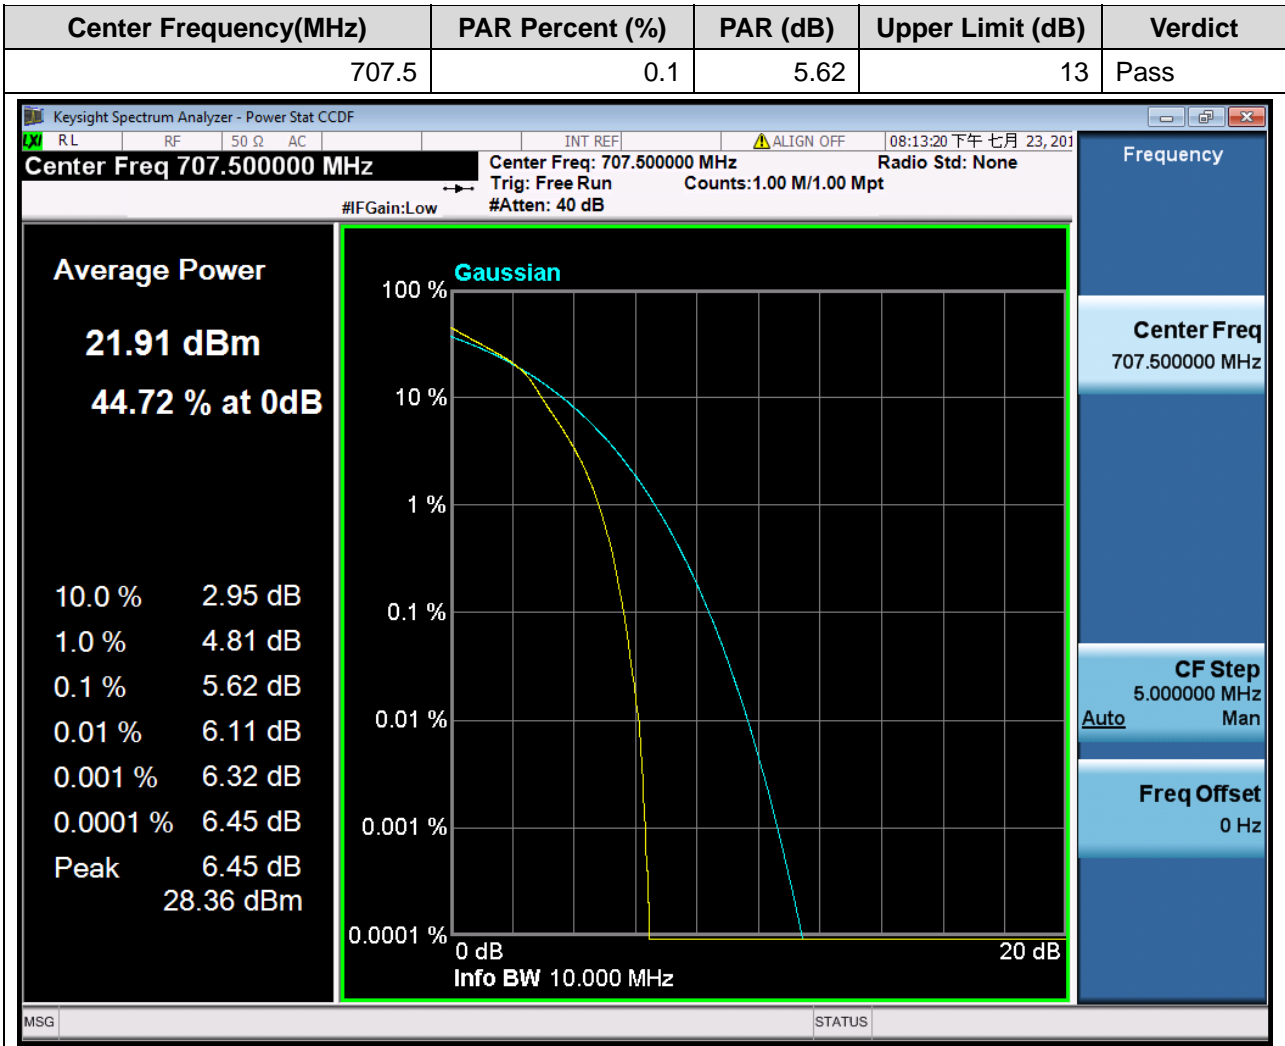 Center Frequency(MHz) PAR Percent (%) PAR (dB) Upper Limit (dB) Verdict
707.5 0.1 5.62 13 Pass
Keysight Spectrum Analyzer - Power Stat CCDF
LXI RL RF 50 Ω AC INT REF ALIGN OFF 08:13:20 下午 七月 23, 201
Center Freq 707.500000 MHz
Center Freq: 707.500000 MHz Radio Std: None
Trig: Free Run Counts:1.00 M/1.00 Mpt
#IFGain:Low #Atten: 40 dB
Frequency
Average Power
21.91 dBm
44.72 % at 0dB
10.0 % 2.95 dB
1.0 % 4.81 dB
0.1 % 5.62 dB
0.01 % 6.11 dB
0.001 % 6.32 dB
0.0001 % 6.45 dB
Peak 6.45 dB
28.36 dBm
Gaussian
100 %
10 %
1 %
0.1 %
0.01 %
0.001 %
0.0001 %
0 dB 20 dB
Info BW 10.000 MHz
Center Freq
707.500000 MHz
CF Step
5.000000 MHz
Auto Man
Freq Offset
0 Hz
MSG STATUS